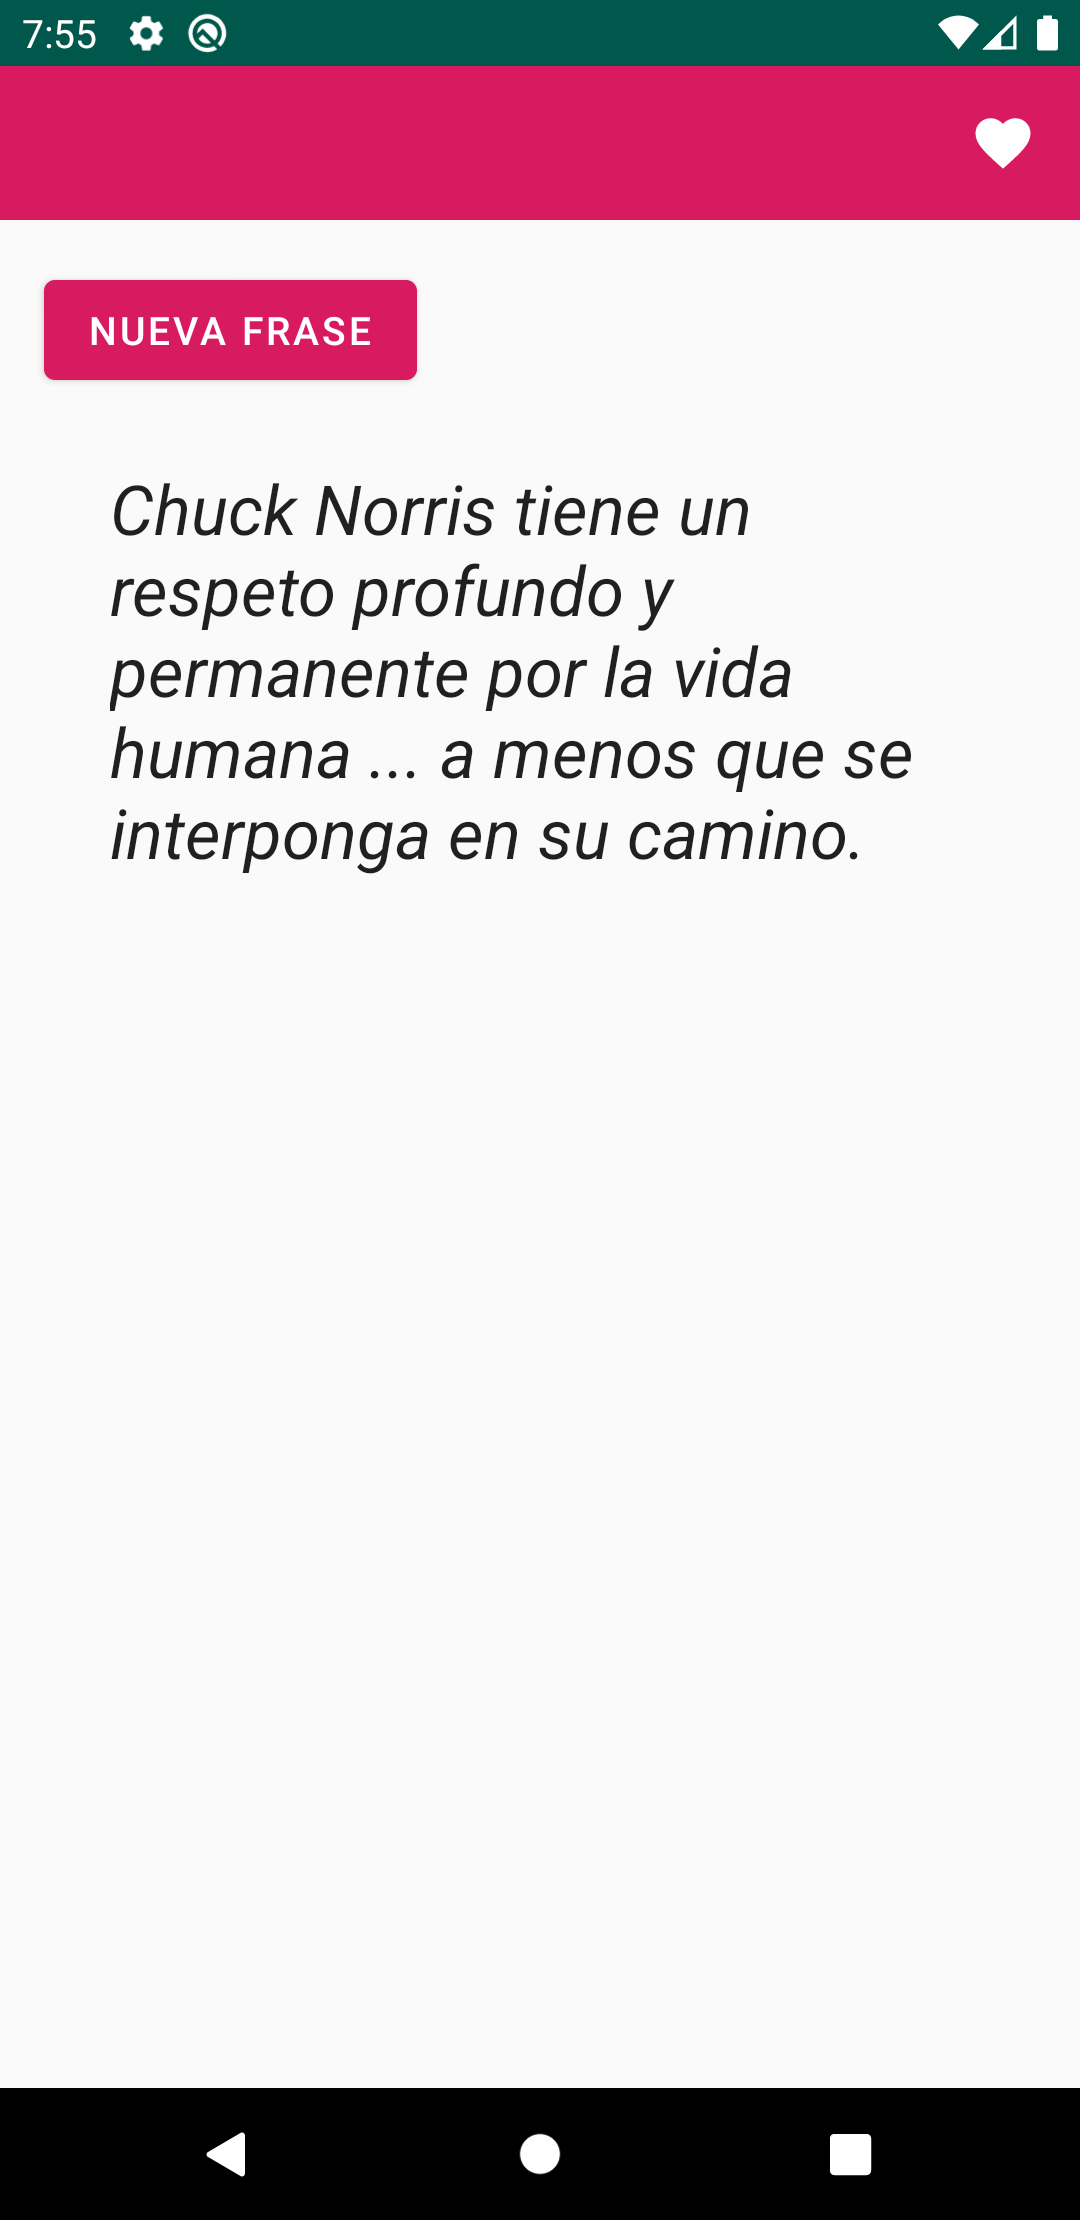 7:55
NUEVA FRASE
Chuck Norris tiene un
respeto profundo y
permanente por la vida
humana ... a menos que se
interponga en su camino.